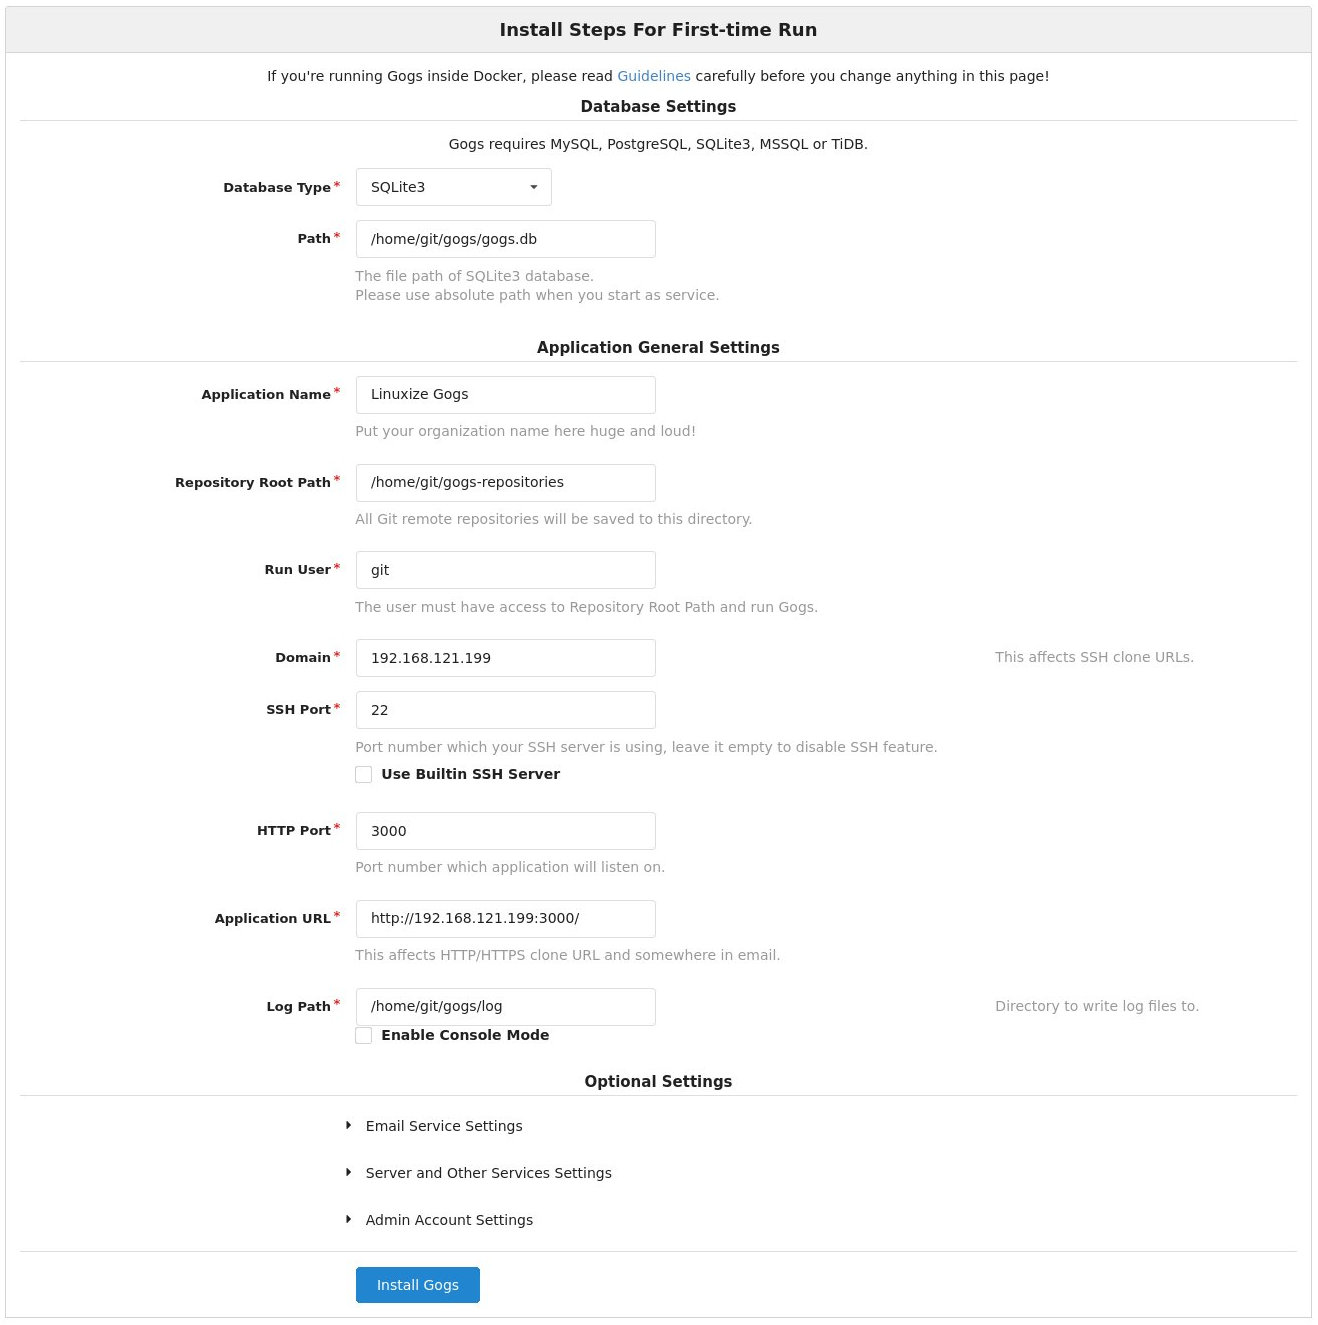 Install Steps For First-time Run
If you're running Gogs inside Docker, please read Guidelines carefully before you change anything in this page!
Database Settings
Gogs requires MySQL, PostgreSQL, SQLite3, MSSQL or TiDB.
Database Type* SQLite3
Path* /home/git/gogs/gogs.db
The file path of SQLite3 database.
Please use absolute path when you start as service.
Application General Settings
Application Name* Linuxize Gogs
Put your organization name here huge and loud!
Repository Root Path* /home/git/gogs-repositories
All Git remote repositories will be saved to this directory.
Run User* git
The user must have access to Repository Root Path and run Gogs.
Domain* 192.168.121.199 This affects SSH clone URLs.
SSH Port* 22
Port number which your SSH server is using, leave it empty to disable SSH feature.
Use Builtin SSH Server
HTTP Port* 3000
Port number which application will listen on.
Application URL* http://192.168.121.199:3000/
This affects HTTP/HTTPS clone URL and somewhere in email.
Log Path* /home/git/gogs/log Directory to write log files to.
Enable Console Mode
Optional Settings
Email Service Settings
Server and Other Services Settings
Admin Account Settings
Install Gogs